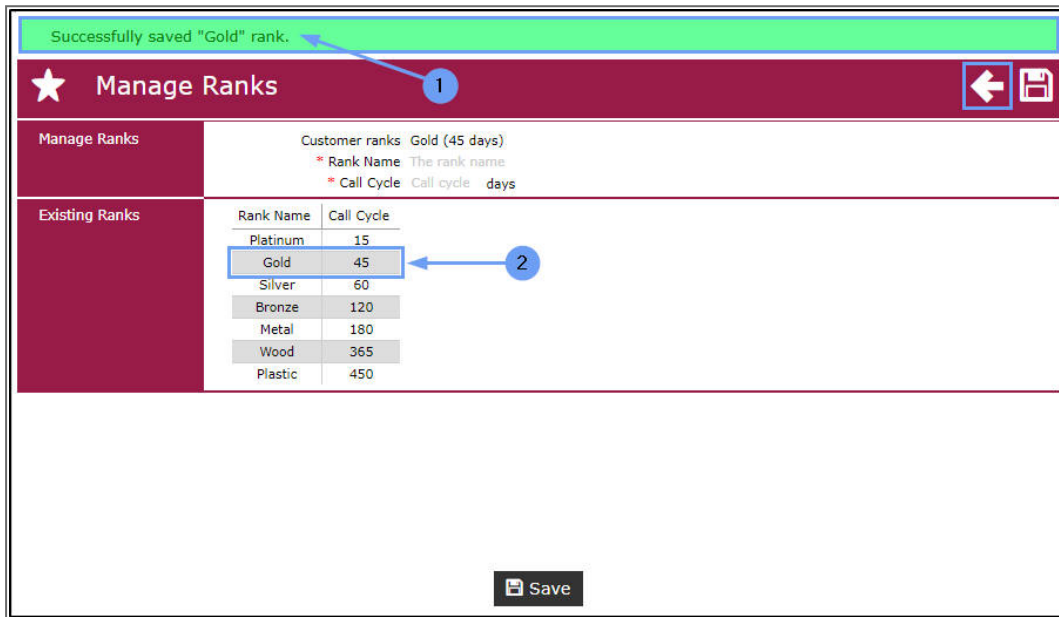 Successfully saved "Gold" rank.
1
Manage Ranks
Manage Ranks
Customer ranks Gold (45 days)
* Rank Name The rank name
* Call Cycle Call cycle days
Existing Ranks
Rank Name Call Cycle
Platinum 15
Gold 45
2
Silver 60
Bronze 120
Metal 180
Wood 365
Plastic 450
Save